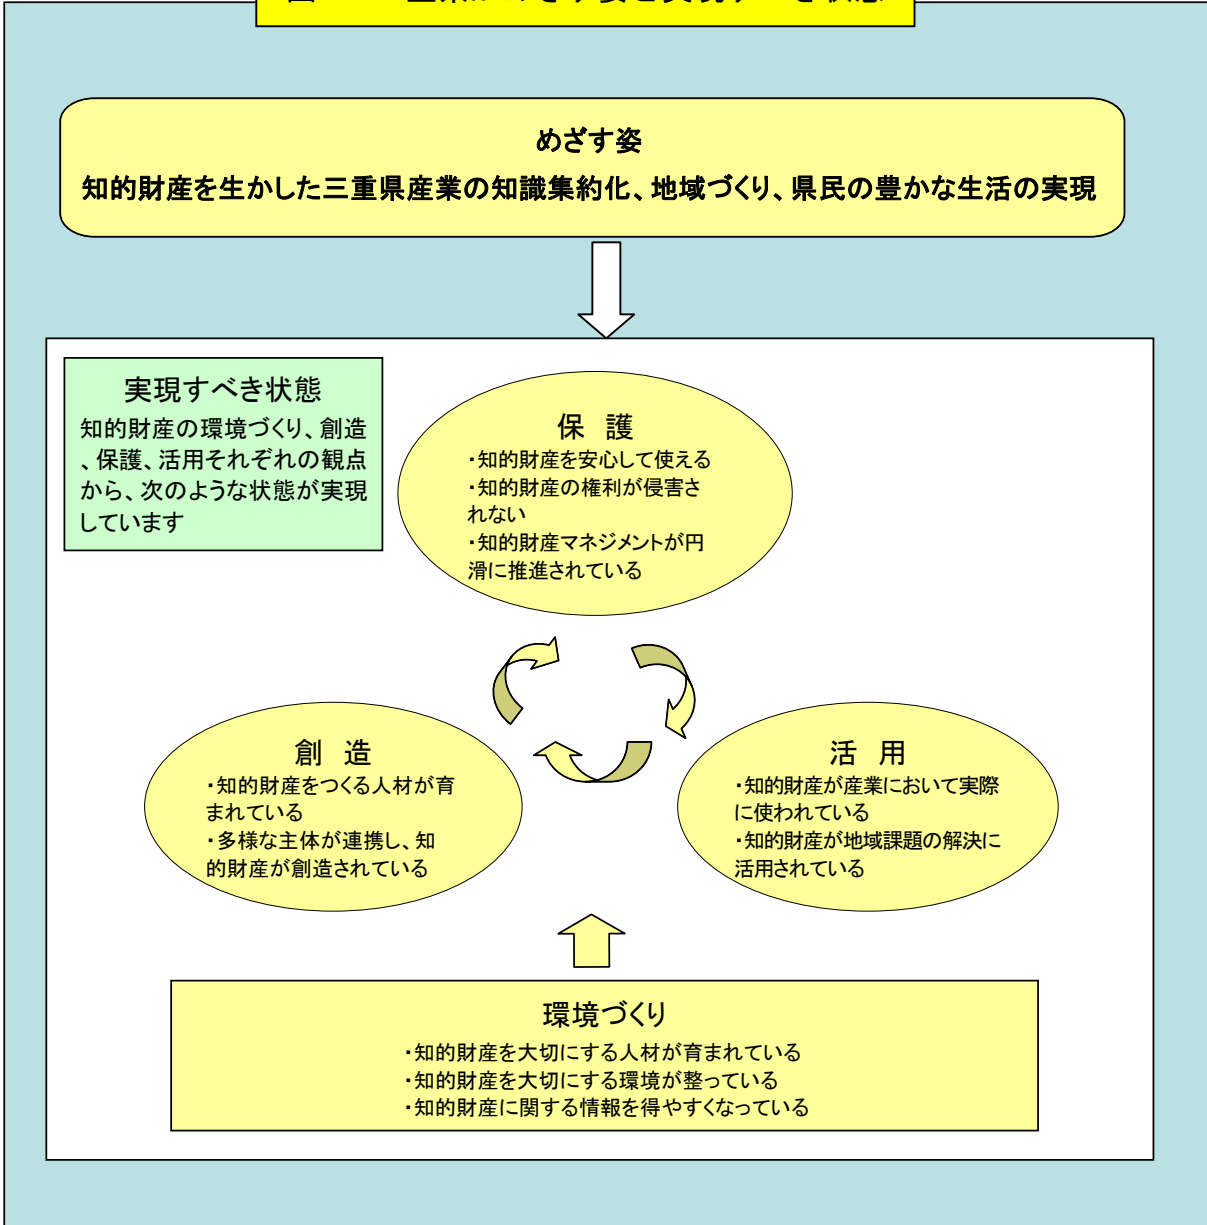 めざす姿
知的財産を生かした三重県産業の知識集約化、地域づくり、県民の豊かな生活の実現
実現すべき状態
知的財産の環境づくり、創造
、保護、活用それぞれの観点
から、次のような状態が実現
しています
保　護
・知的財産を安心して使える
・知的財産の権利が侵害さ
れない
・知的財産マネジメントが円
滑に推進されている
創　造
・知的財産をつくる人材が育
まれている
・多様な主体が連携し、知
的財産が創造されている
活　用
・知的財産が産業において実際
に使われている
・知的財産が地域課題の解決に
活用されている
環境づくり
・知的財産を大切にする人材が育まれている
・知的財産を大切にする環境が整っている
・知的財産に関する情報を得やすくなっている